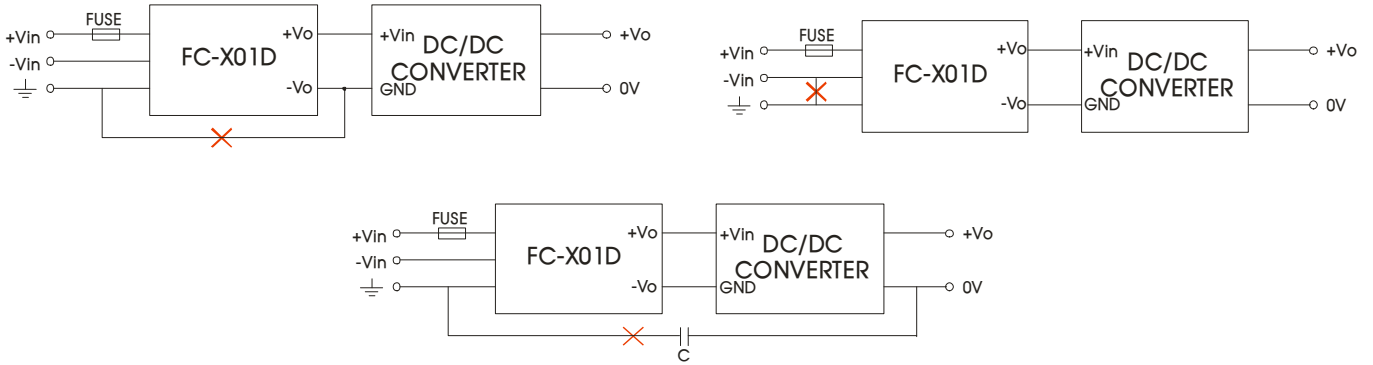 FUSE
+Vin
-Vin
FC-X01D
+Vo
-Vo
+Vin
GND
DC/DC
CONVERTER
+Vo
0V
FUSE
+Vin
-Vin
FC-X01D
+Vo
-Vo
+Vin
GND
DC/DC
CONVERTER
+Vo
0V
FUSE
+Vin
-Vin
FC-X01D
+Vo
-Vo
+Vin
GND
DC/DC
CONVERTER
+Vo
0V
C